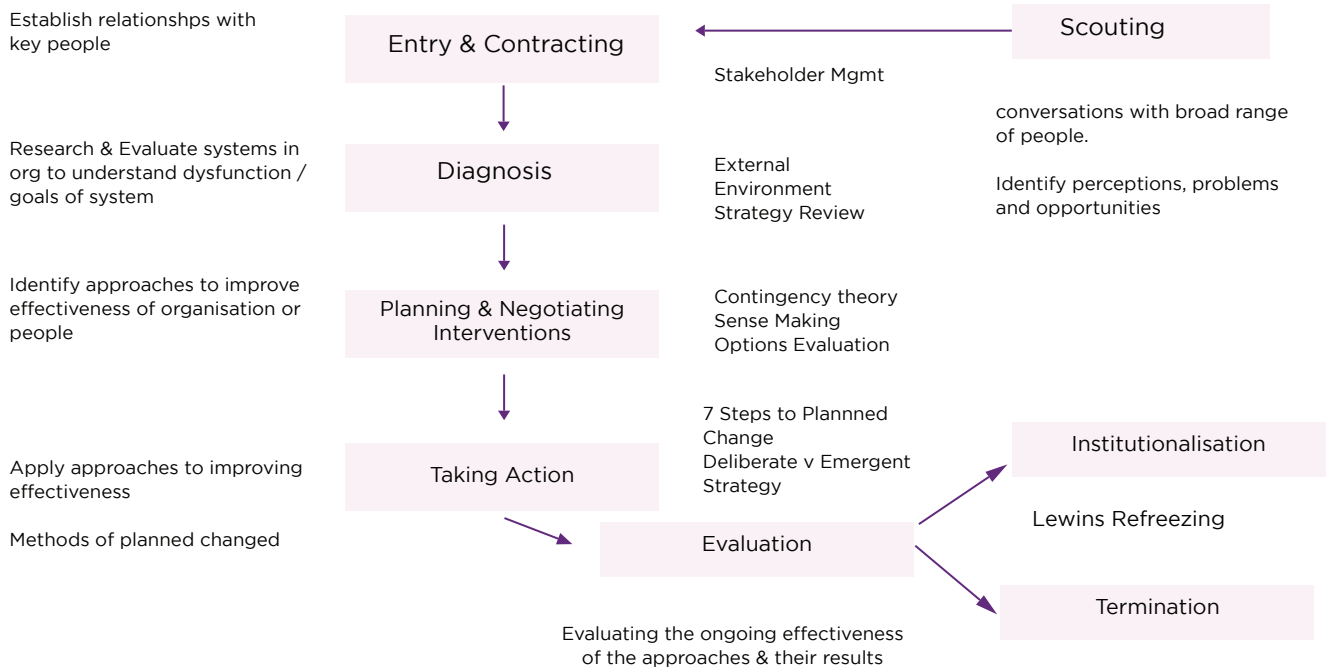 Establish relationshps with
key people
Entry & Contracting
Scouting
Stakeholder Mgmt
conversations with broad range
of people.
Identify perceptions, problems
and opportunities
Research & Evaluate systems in
org to understand dysfunction /
goals of system
Diagnosis
External
Environment
Strategy Review
Identify approaches to improve
effectiveness of organisation or
people
Planning & Negotiating
Interventions
Contingency theory
Sense Making
Options Evaluation
Apply approaches to improving
effectiveness
Methods of planned changed
Taking Action
7 Steps to Plannned
Change
Deliberate v Emergent
Strategy
Evaluation
Evaluating the ongoing effectiveness
of the approaches & their results
Institutionalisation
Lewins Refreezing
Termination